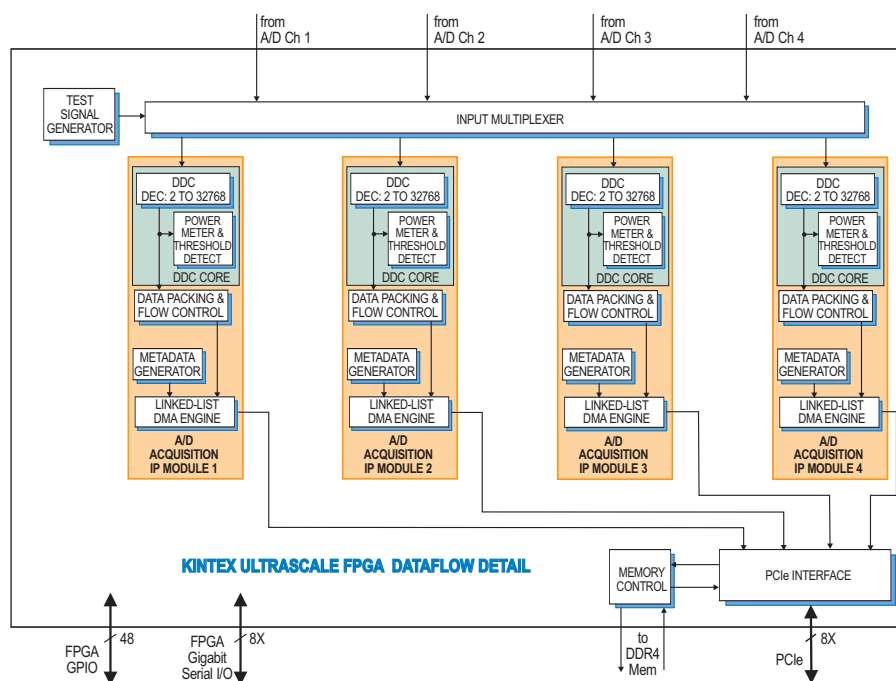 from
A/D Ch 1
from
A/D Ch 2
from
A/D Ch 3
from
A/D Ch 4
TEST
SIGNAL
GENERATOR
INPUT MULTIPLEXER
DDC
DEC: 2 TO 32768
POWER
METER &
THRESHOLD
DETECT
DDC CORE
DATA PACKING &
FLOW CONTROL
METADATA
GENERATOR
LINKED-LIST
DMA ENGINE
A/D
ACQUISITION
IP MODULE 1
DDC
DEC: 2 TO 32768
POWER
METER &
THRESHOLD
DETECT
DDC CORE
DATA PACKING &
FLOW CONTROL
METADATA
GENERATOR
LINKED-LIST
DMA ENGINE
A/D
ACQUISITION
IP MODULE 2
DDC
DEC: 2 TO 32768
POWER
METER &
THRESHOLD
DETECT
DDC CORE
DATA PACKING &
FLOW CONTROL
METADATA
GENERATOR
LINKED-LIST
DMA ENGINE
A/D
ACQUISITION
IP MODULE 3
DDC
DEC: 2 TO 32768
POWER
METER &
THRESHOLD
DETECT
DDC CORE
DATA PACKING &
FLOW CONTROL
METADATA
GENERATOR
LINKED-LIST
DMA ENGINE
A/D
ACQUISITION
IP MODULE 4
KINTEX ULTRASCALE FPGA DATAFLOW DETAIL
MEMORY
CONTROL
PCIe INTERFACE
48
FPGA
GPIO
8X
FPGA
Gigabit
Serial I/O
to
DDR4
Mem
8X
PCIe